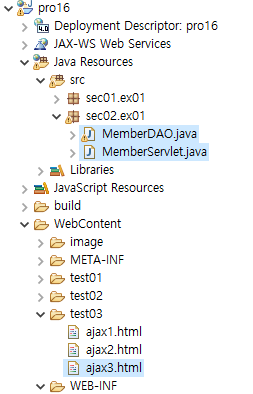 pro16
Deployment Descriptor: pro16
JAX-WS Web Services
Java Resources
src
sec01.ex01
sec02.ex01
MemberDAO.java
MemberServlet.java
Libraries
JavaScript Resources
build
WebContent
image
META-INF
test01
test02
test03
ajax1.html
ajax2.html
ajax3.html
WEB-INF